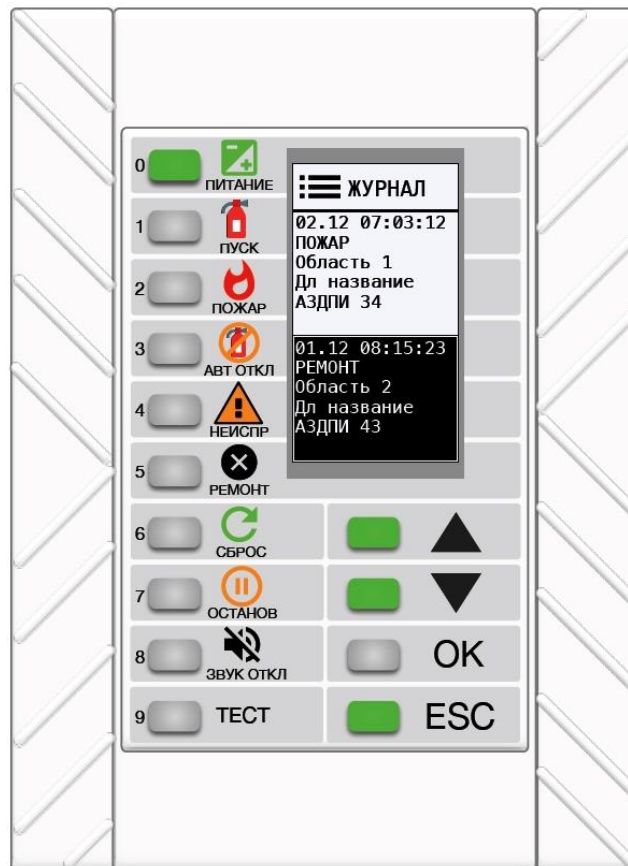 0
ПИТАНИЕ
1
ПУСК
2
ПОЖАР
3
АВТ ОТКЛ
4
НЕИСПР
5
РЕМОНТ
6
СБРОС
7
ОСТАНОВ
8
ЗВУК ОТКЛ
9 ТЕСТ
ЖУРНАЛ
02.12 07:03:12
ПОЖАР
Область 1
Дл название
АЗДПИ 34
01.12 08:15:23
РЕМОНТ
Область 2
Дл название
АЗДПИ 43
OK
ESC